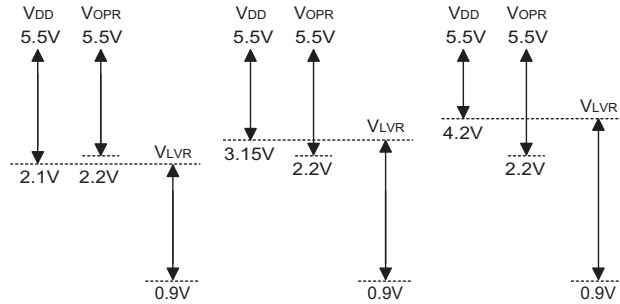 VDD VOPR VDD VOPR VDD VOPR
5.5V 5.5V 5.5V 5.5V 5.5V 5.5V
VLVR
4.2V
VLVR
3.15V 2.2V 2.2V
VLVR
2.1V 2.2V
0.9V 0.9V 0.9V